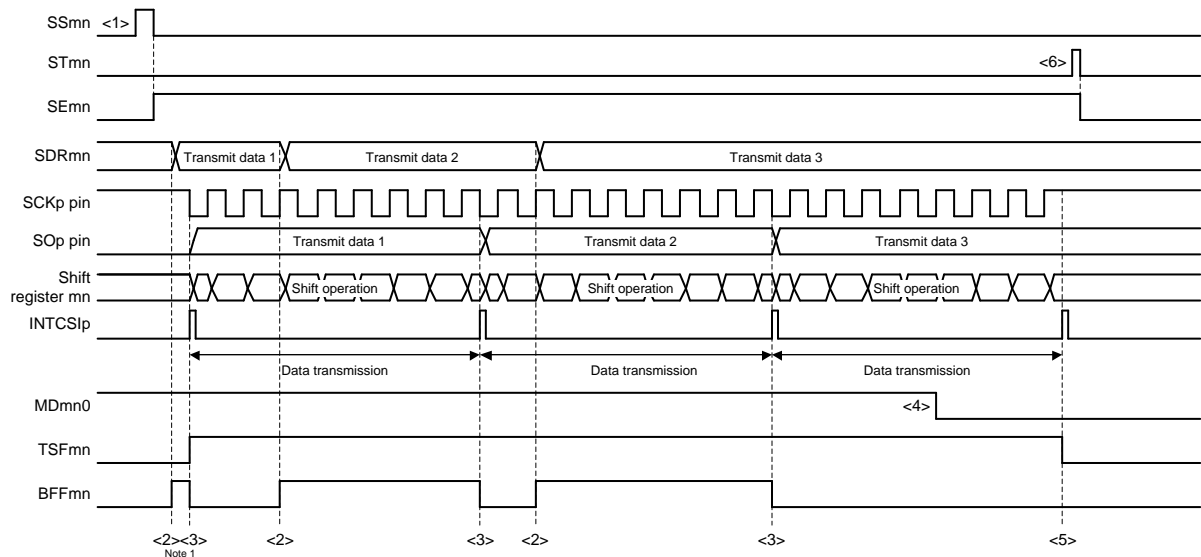 SSmn <1>
STmn <6>
SEmn
SDRmn Transmit data 1 Transmit data 2 Transmit data 3
SCKp pin
SOp pin Transmit data 1 Transmit data 2 Transmit data 3
Shift
register mn Shift operation Shift operation Shift operation
INTCSIp
Data transmission Data transmission Data transmission
MDmn0 <4>
TSFmn
BFFmn
<2><3> <2> <3> <2> <3> <5>
Note 1